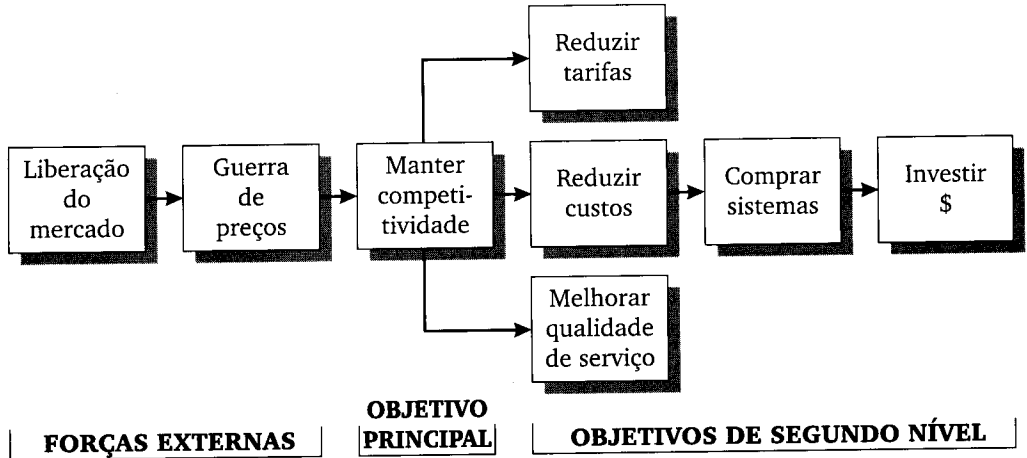 Reduzir
tarifas
Liberação
do
mercado
Guerra
de
preços
Manter
competi-
tividade
Reduzir
custos
Comprar
sistemas
Investir
$
Melhorar
qualidade
de serviço
FORÇAS EXTERNAS
OBJETIVO
PRINCIPAL
OBJETIVOS DE SEGUNDO NÍVEL